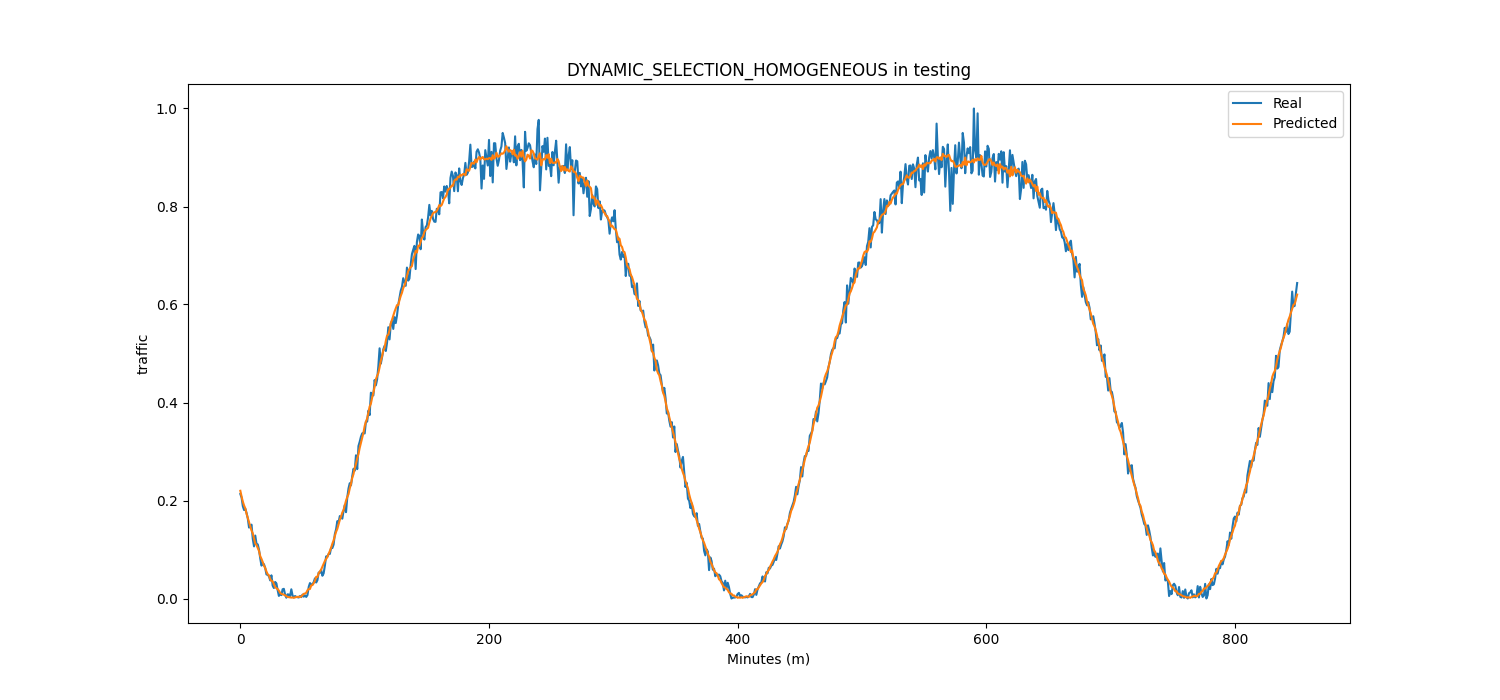 DYNAMIC_SELECTION_HOMOGENEOUS in testing
Real
Predicted
1.0
0.8
0.6
0.4
0.2
0.0
traffic
0 200 400 600 800
Minutes (m)